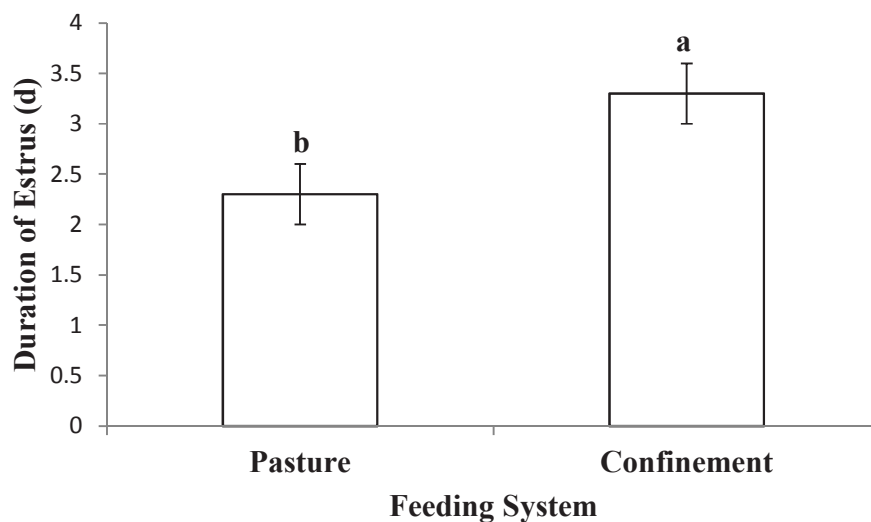 Duration of Estrus (d)
4
3.5
3
2.5
2
1.5
1
0.5
0
b
a
Pasture
Confinement
Feeding System